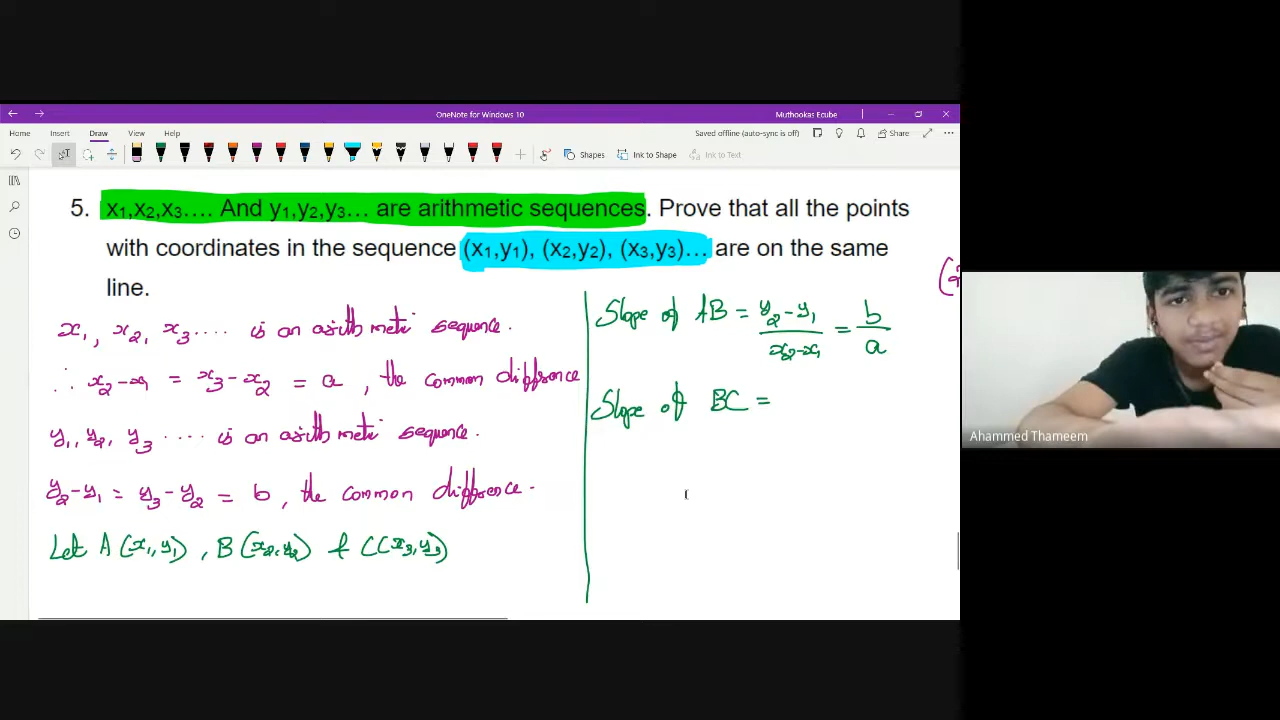 OneNote for Windows 10
Muthookas Ecube
Home Insert Draw View Help
Saved offline (auto-sync is off)
Share
Shapes
Ink to Shape
Ink to Text
5. x₁,x₂,x₃.... And y₁,y₂,y₃... are arithmetic sequences. Prove that all the points
with coordinates in the sequence (x₁,y₁), (x₂,y₂), (x₃,y₃)... are on the same
line.
x₁, x₂, x₃ .... is an arithmetic sequence.
∴ x₂-x₁ = x₃-x₂ = a, the common difference
y₁, y₂, y₃ .... is an arithmetic sequence.
y₂-y₁ = y₃-y₂ = b, the common difference.
Let A(x₁,y₁), B(x₂,y₂) & C(x₃,y₃)
Slope of AB = y₂-y₁ / x₂-x₁ = b / a
Slope of BC =
Ahammed Thameem